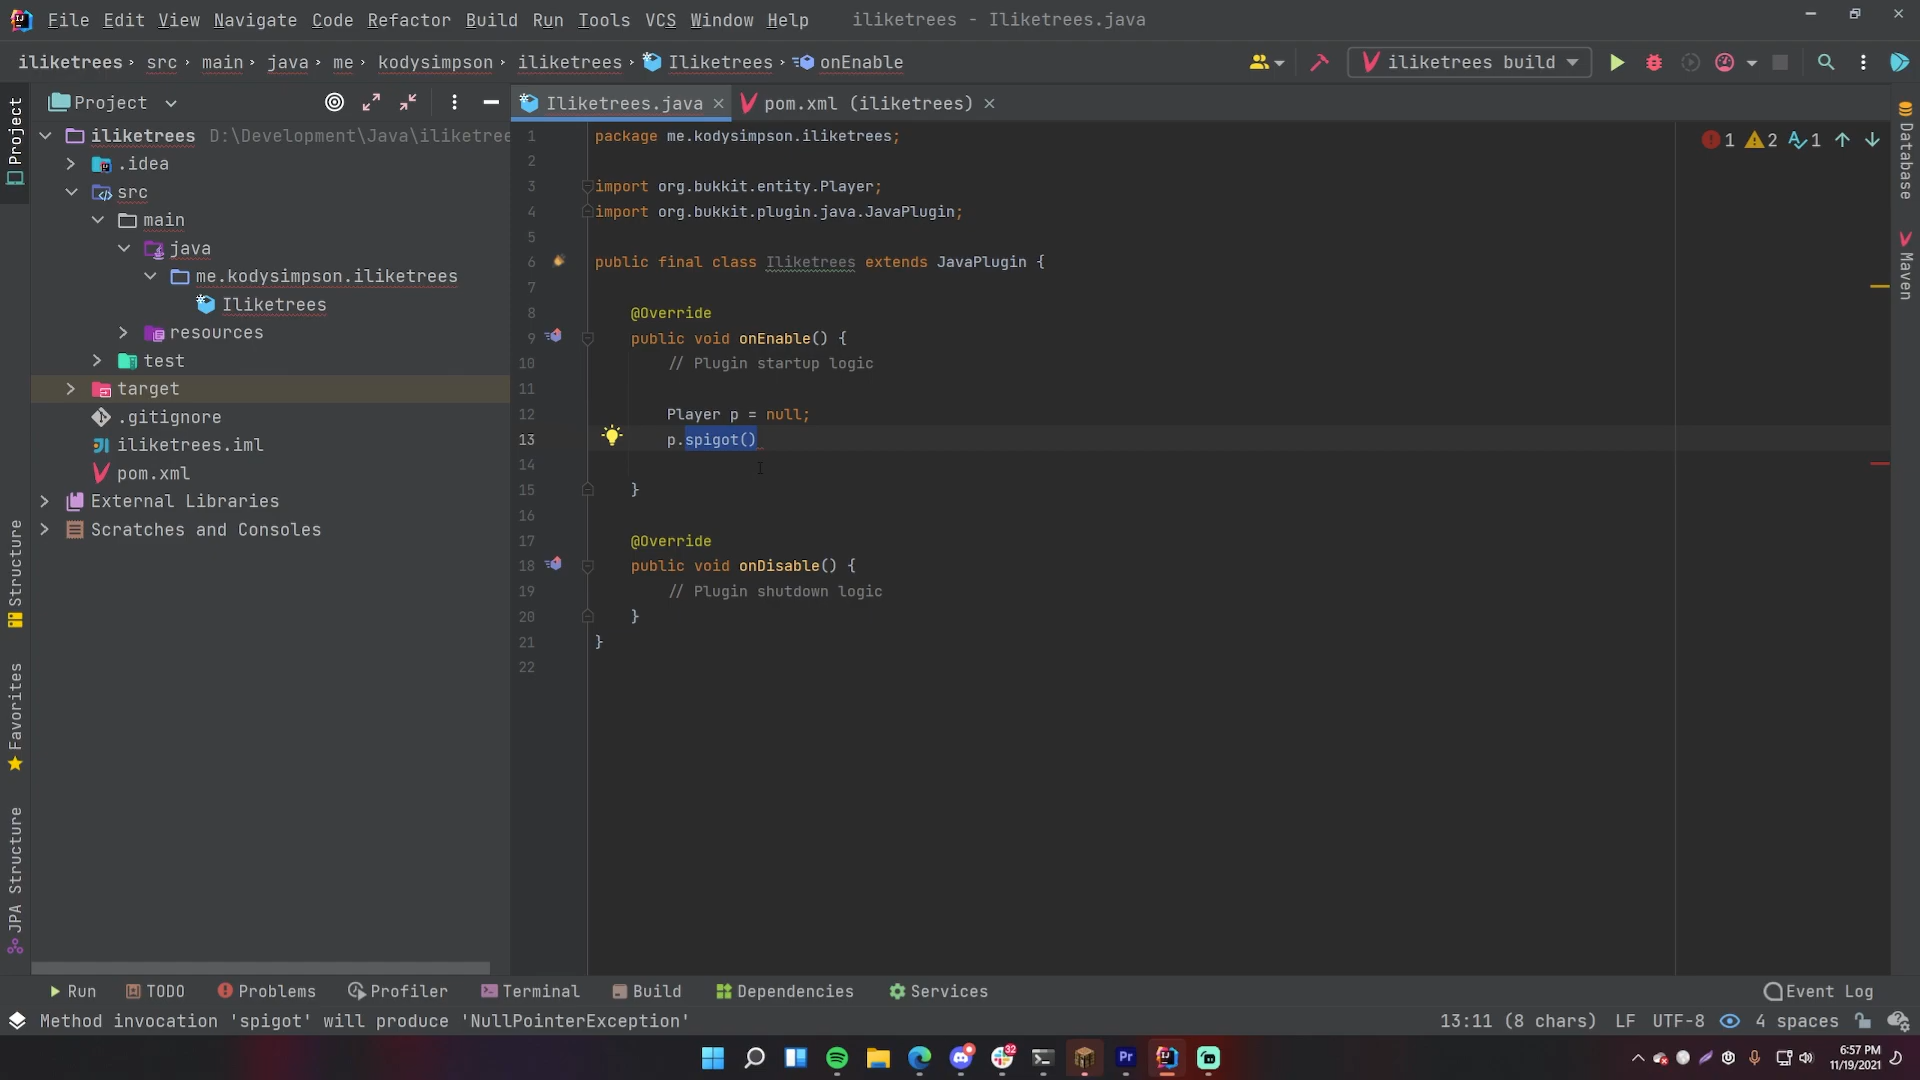 File Edit View Navigate Code Refactor Build Run Tools VCS Window Help iliketrees - Iliketrees.java
iliketrees › src › main › java › me › kodysimpson › iliketrees › Iliketrees › onEnable iliketrees build
Project Iliketrees.java pom.xml (iliketrees)
iliketrees D:\Development\Java\iliketree
.idea
src
main
java
me.kodysimpson.iliketrees
Iliketrees
resources
test
target
.gitignore
iliketrees.iml
pom.xml
External Libraries
Scratches and Consoles
Project
Structure
Favorites
JPA Structure
1 package me.kodysimpson.iliketrees;
2
3 import org.bukkit.entity.Player;
4 import org.bukkit.plugin.java.JavaPlugin;
5
6 public final class Iliketrees extends JavaPlugin {
7
8 @Override
9 public void onEnable() {
10 // Plugin startup logic
11
12 Player p = null;
13 p.spigot()
14
15 }
16
17 @Override
18 public void onDisable() {
19 // Plugin shutdown logic
20 }
21 }
22
1 2 1
Database
Maven
Run TODO Problems Profiler Terminal Build Dependencies Services Event Log
Method invocation 'spigot' will produce 'NullPointerException' 13:11 (8 chars) LF UTF-8 4 spaces
32
Pr
6:57 PM
11/19/2021